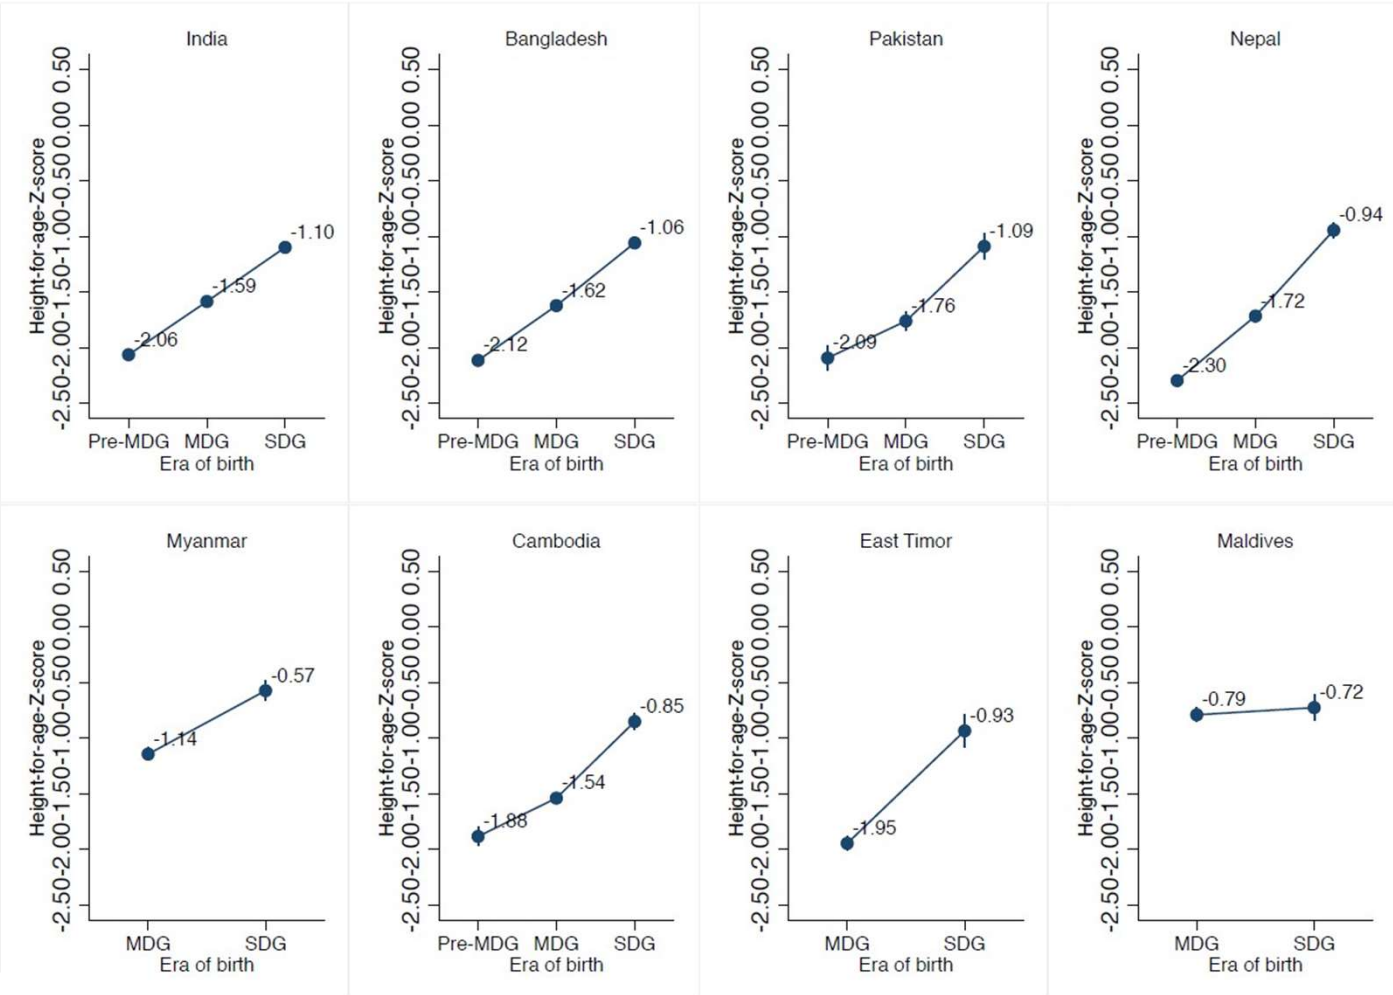 India
Height-for-age-Z-score
-2.50 -2.00 -1.50 -1.00 -0.50 0.00 0.50
-1.10
-1.59
-2.06
Pre-MDG MDG SDG
Era of birth
Bangladesh
Height-for-age-Z-score
-2.50 -2.00 -1.50 -1.00 -0.50 0.00 0.50
-1.06
-1.62
-2.12
Pre-MDG MDG SDG
Era of birth
Pakistan
Height-for-age-Z-score
-2.50 -2.00 -1.50 -1.00 -0.50 0.00 0.50
-1.09
-1.76
-2.09
Pre-MDG MDG SDG
Era of birth
Nepal
Height-for-age-Z-score
-2.50 -2.00 -1.50 -1.00 -0.50 0.00 0.50
-0.94
-1.72
-2.30
Pre-MDG MDG SDG
Era of birth
Myanmar
Height-for-age-Z-score
-2.50 -2.00 -1.50 -1.00 -0.50 0.00 0.50
-0.57
-1.14
MDG SDG
Era of birth
Cambodia
Height-for-age-Z-score
-2.50 -2.00 -1.50 -1.00 -0.50 0.00 0.50
-0.85
-1.54
-1.88
Pre-MDG MDG SDG
Era of birth
East Timor
Height-for-age-Z-score
-2.50 -2.00 -1.50 -1.00 -0.50 0.00 0.50
-0.93
-1.95
MDG SDG
Era of birth
Maldives
Height-for-age-Z-score
-2.50 -2.00 -1.50 -1.00 -0.50 0.00 0.50
-0.79 -0.72
MDG SDG
Era of birth